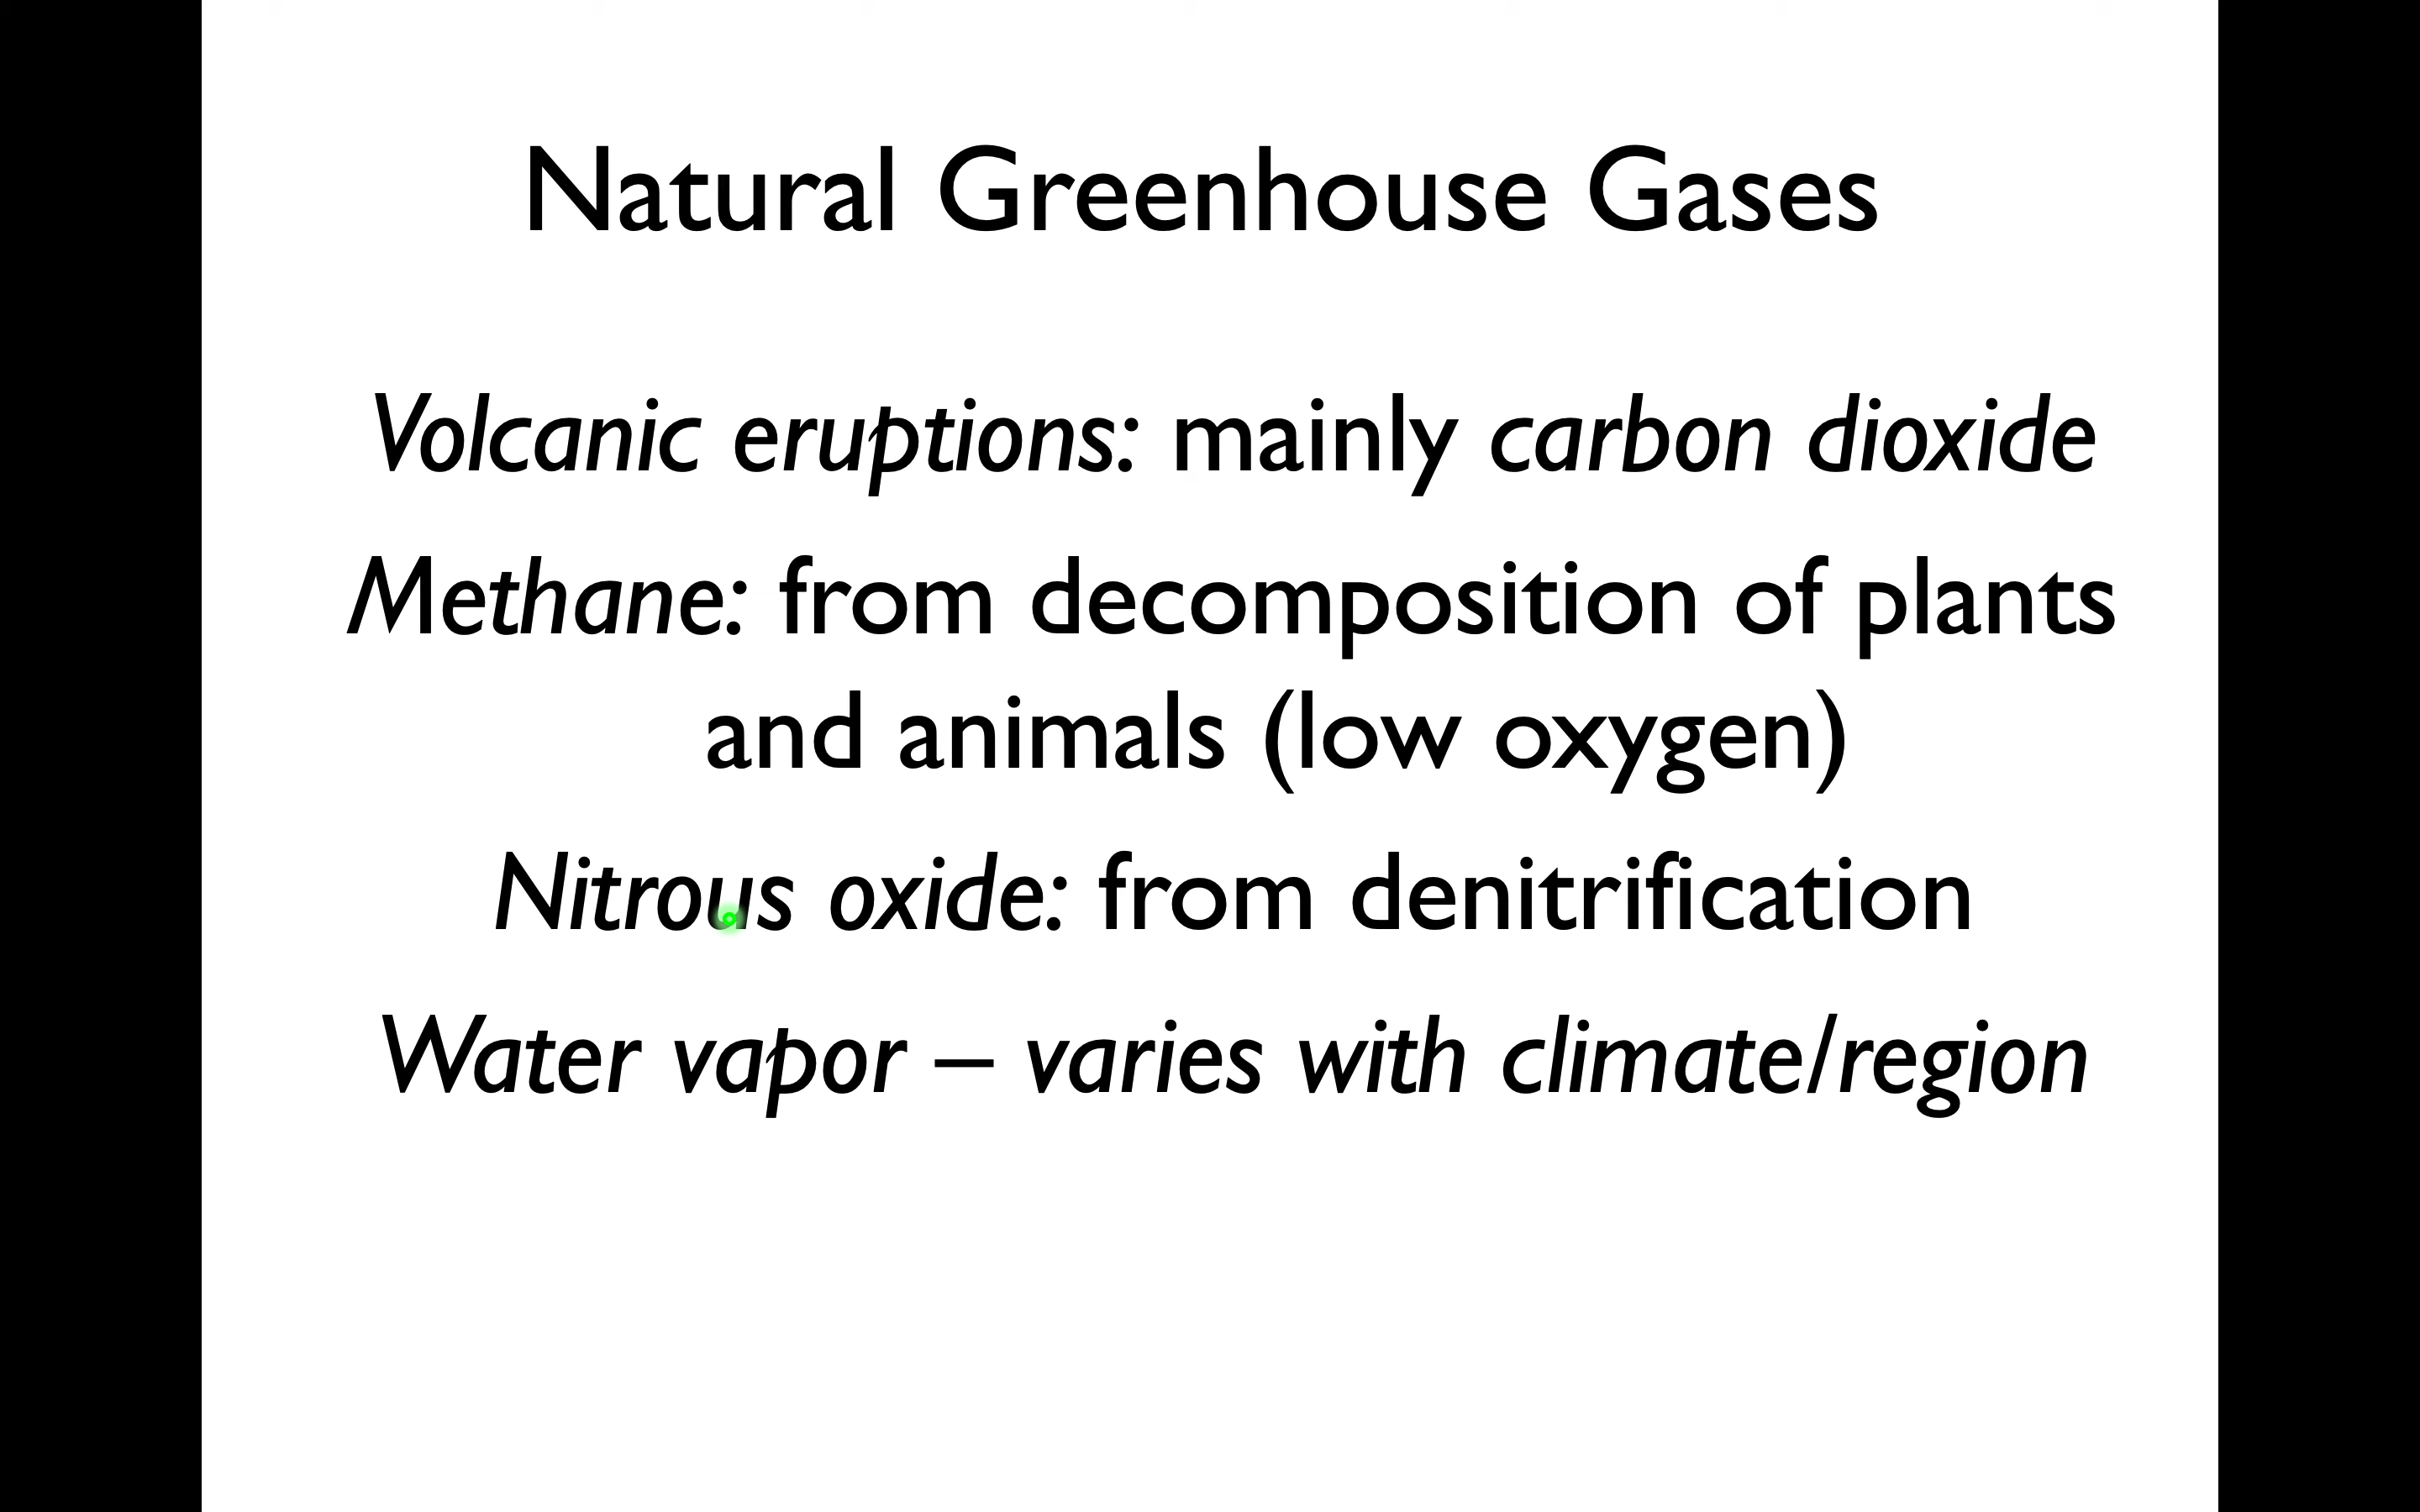 Natural Greenhouse Gases
Volcanic eruptions: mainly carbon dioxide
Methane: from decomposition of plants
and animals (low oxygen)
Nitrous oxide: from denitrification
Water vapor – varies with climate/region